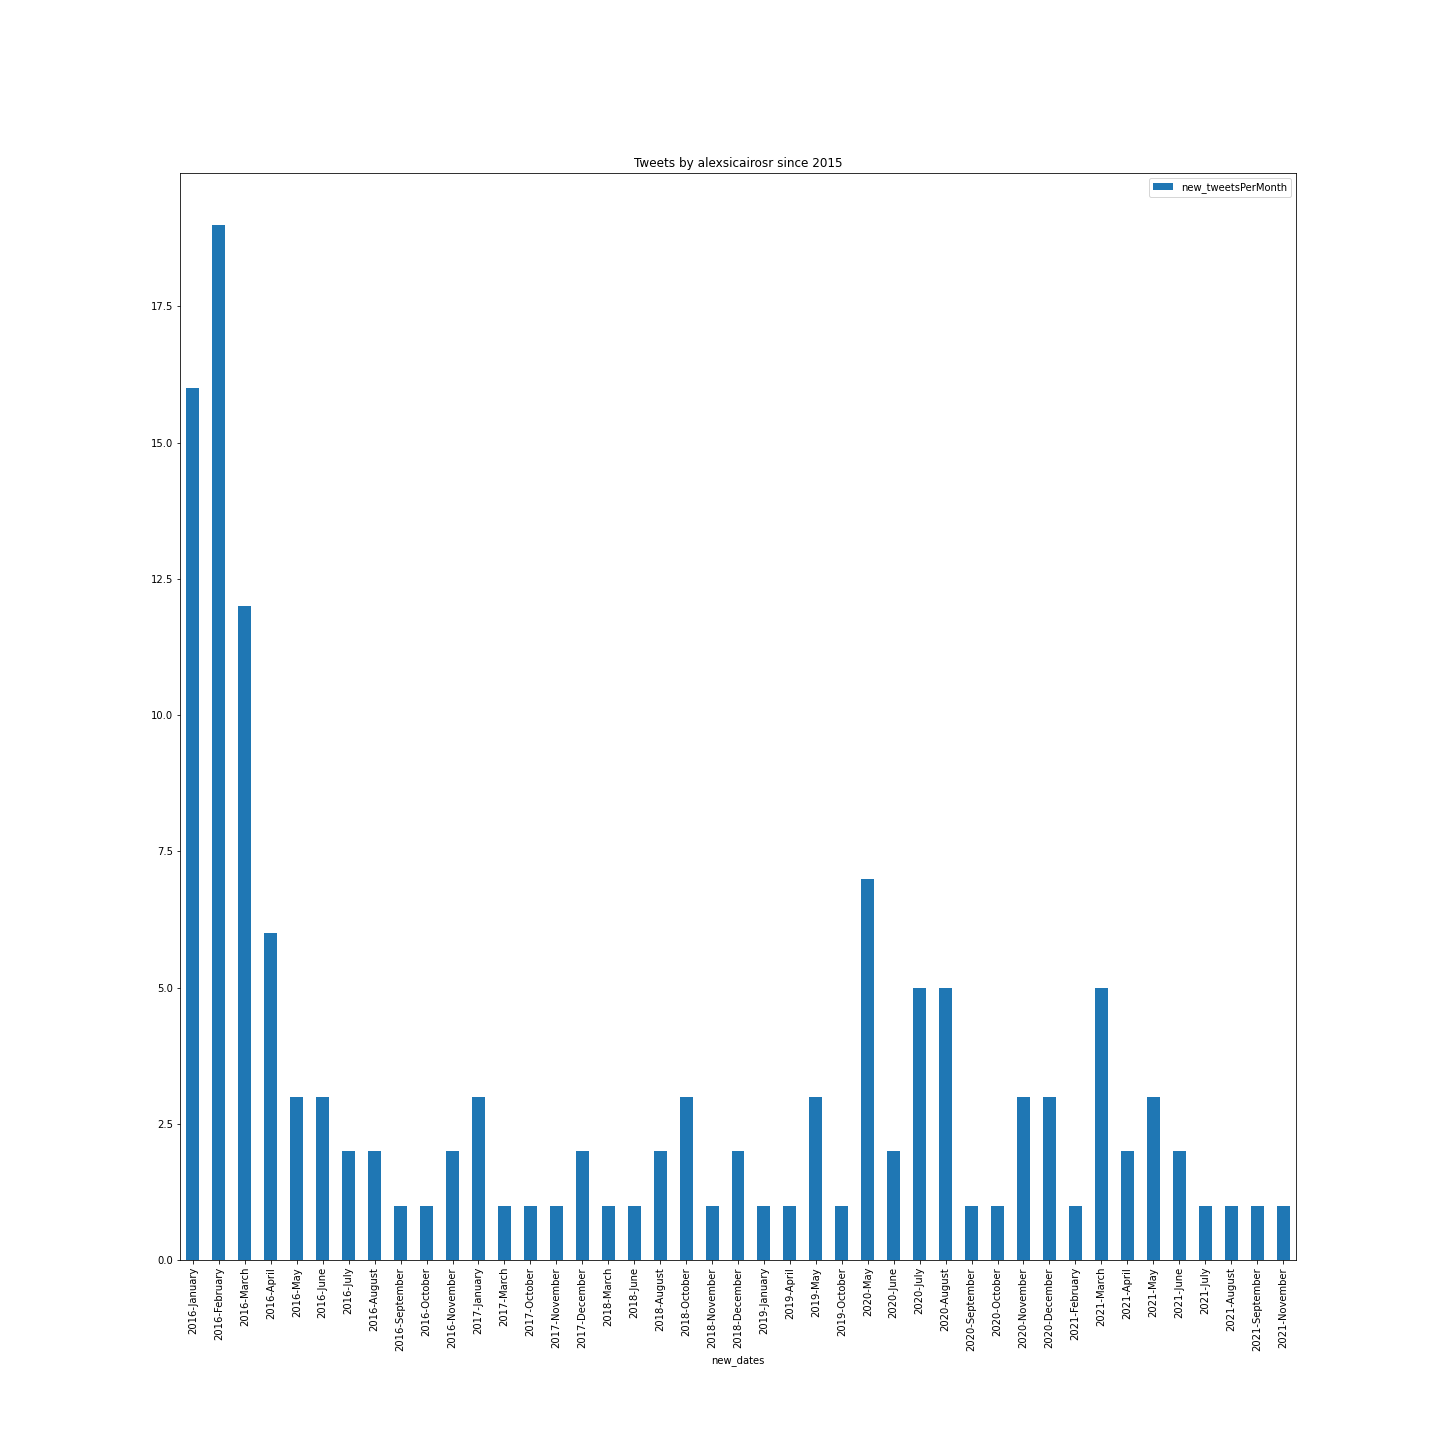 Tweets by alexsicairosr since 2015
new_tweetsPerMonth
17.5
15.0
12.5
10.0
7.5
5.0
2.5
0.0
2016-January
2016-February
2016-March
2016-April
2016-May
2016-June
2016-July
2016-August
2016-September
2016-October
2016-November
2017-January
2017-March
2017-October
2017-November
2017-December
2018-March
2018-June
2018-August
2018-October
2018-November
2018-December
2019-January
2019-April
2019-May
2019-October
2020-May
2020-June
2020-July
2020-August
2020-September
2020-October
2020-November
2020-December
2021-February
2021-March
2021-April
2021-May
2021-June
2021-July
2021-August
2021-September
2021-November
new_dates